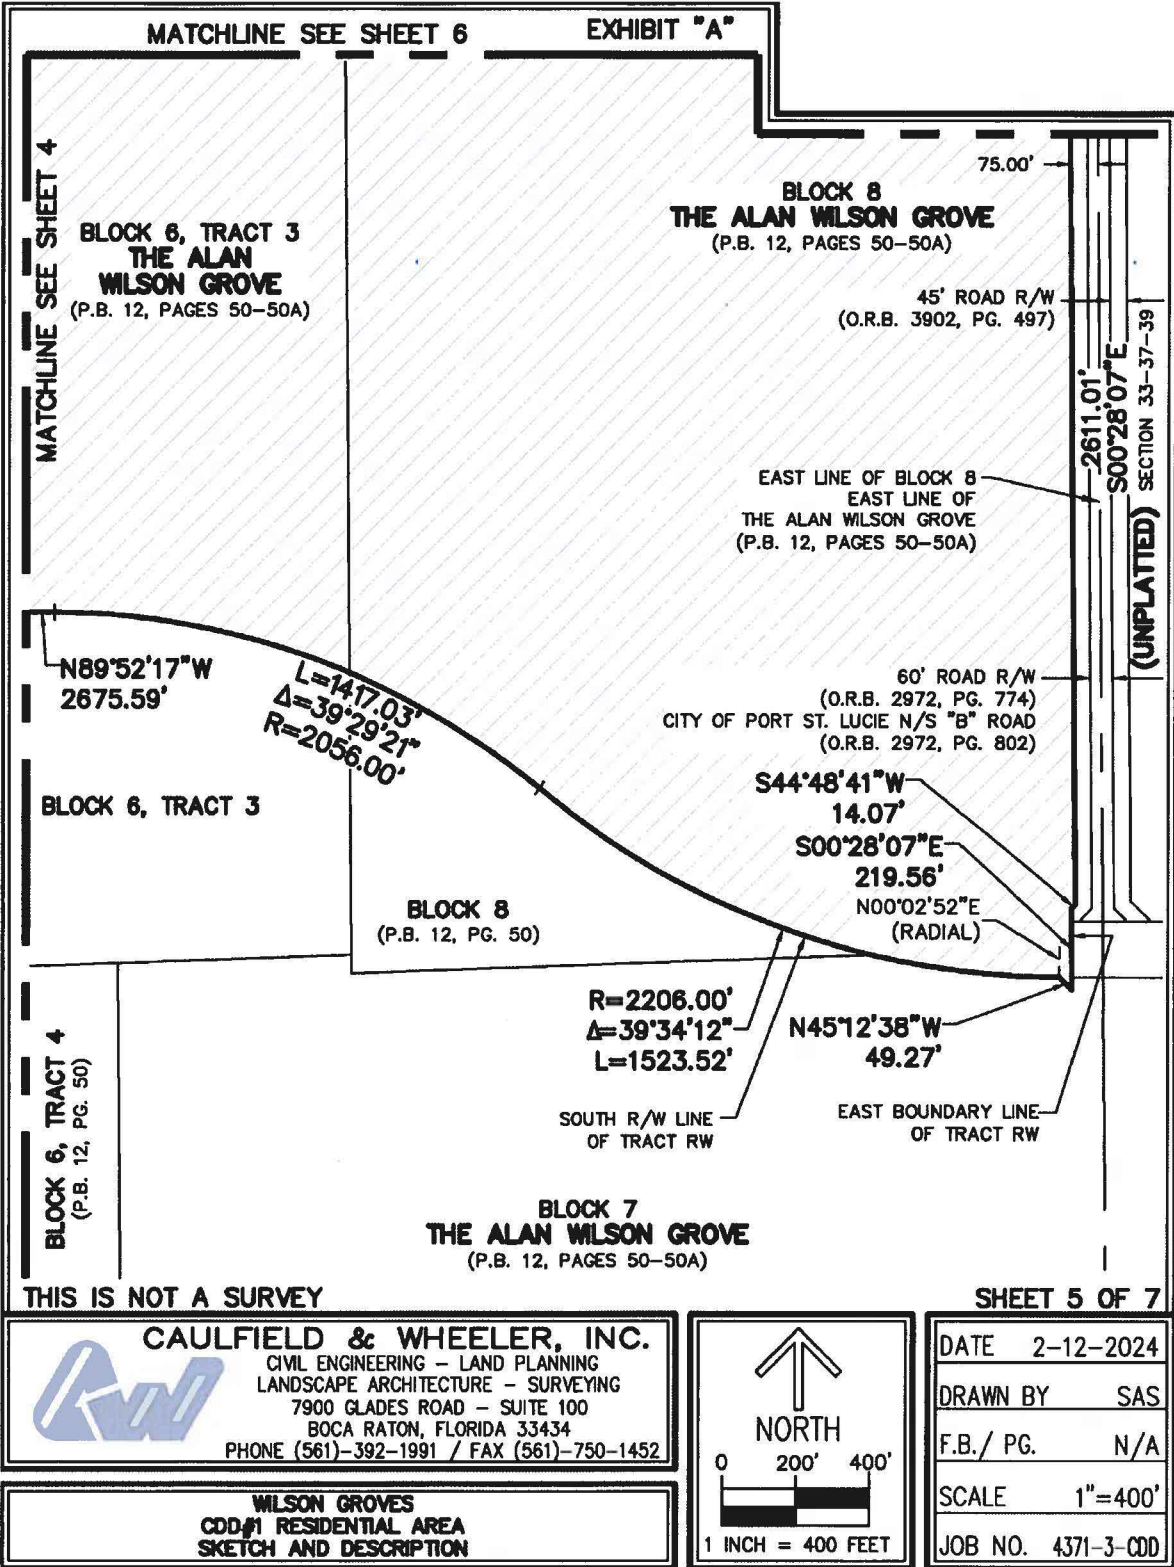 MATCHLINE SEE SHEET 6
EXHIBIT "A"
MATCHLINE SEE SHEET 4
75.00'
BLOCK 8
THE ALAN WILSON GROVE
(P.B. 12, PAGES 50-50A)
BLOCK 6, TRACT 3
THE ALAN
WILSON GROVE
(P.B. 12, PAGES 50-50A)
45' ROAD R/W
(O.R.B. 3902, PG. 497)
2611.01'
S00°28'07"E
SECTION 33-37-39
(UNPLATTED)
EAST LINE OF BLOCK 8
EAST LINE OF
THE ALAN WILSON GROVE
(P.B. 12, PAGES 50-50A)
N89°52'17"W
2675.59'
L=1417.03'
Δ=39°29'21"
R=2056.00'
60' ROAD R/W
(O.R.B. 2972, PG. 774)
CITY OF PORT ST. LUCIE N/S "B" ROAD
(O.R.B. 2972, PG. 802)
S44°48'41"W
14.07'
BLOCK 6, TRACT 3
S00°28'07"E
219.56'
N00°02'52"E
(RADIAL)
BLOCK 8
(P.B. 12, PG. 50)
R=2206.00'
Δ=39°34'12"
L=1523.52'
N45°12'38"W
49.27'
SOUTH R/W LINE
OF TRACT RW
EAST BOUNDARY LINE
OF TRACT RW
BLOCK 6, TRACT 4
(P.B. 12, PG. 50)
BLOCK 7
THE ALAN WILSON GROVE
(P.B. 12, PAGES 50-50A)
THIS IS NOT A SURVEY
SHEET 5 OF 7
CW
CAULFIELD & WHEELER, INC.
CIVIL ENGINEERING - LAND PLANNING
LANDSCAPE ARCHITECTURE - SURVEYING
7900 GLADES ROAD - SUITE 100
BOCA RATON, FLORIDA 33434
PHONE (561)-392-1991 / FAX (561)-750-1452
WILSON GROVES
CDD#1 RESIDENTIAL AREA
SKETCH AND DESCRIPTION
NORTH
0 200' 400'
1 INCH = 400 FEET
DATE 2-12-2024
DRAWN BY SAS
F.B./ PG. N/A
SCALE 1"=400'
JOB NO. 4371-3-CDD